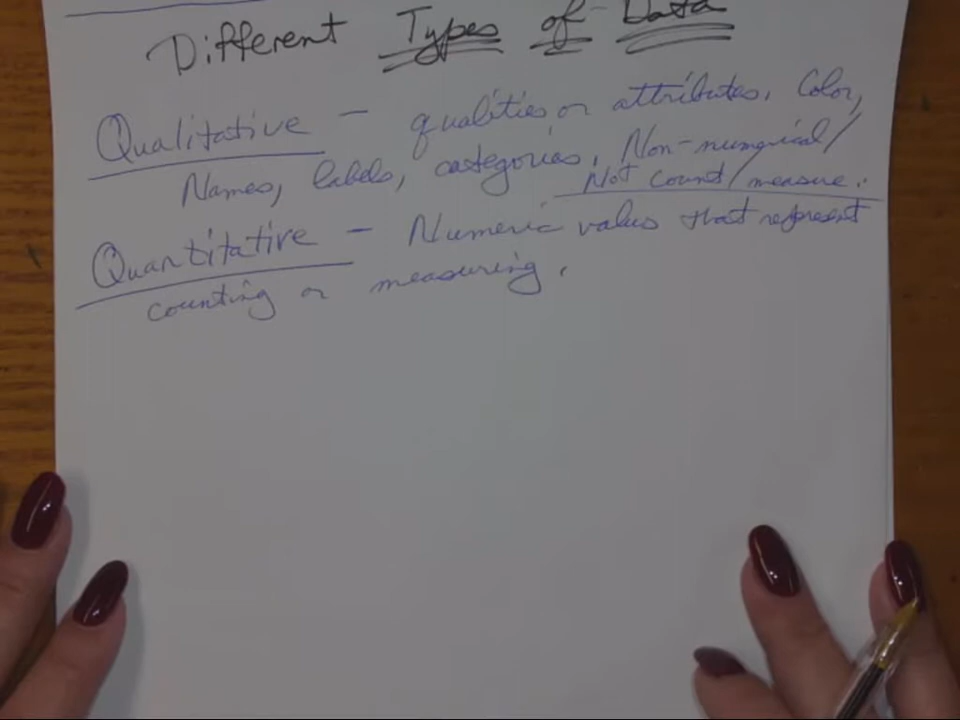 Different Types of Data
Qualitative - qualities or attributes. Color,
Names, labels, categories. Non-numerical/
Not count/measure.
Quantitative - Numeric values that represent
counting or measuring.